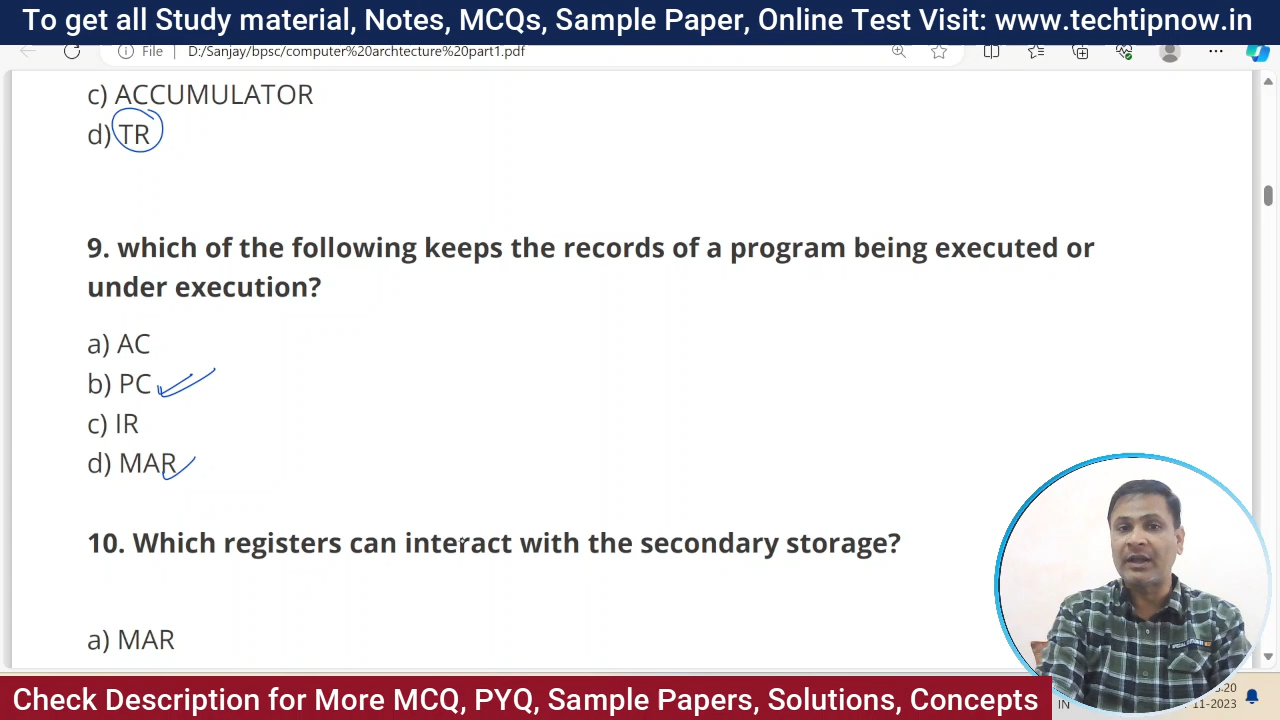 To get all Study material, Notes, MCQs, Sample Paper, Online Test Visit: www.techtipnow.in
File | D:/Sanjay/bpsc/computer%20archtecture%20part1.pdf
c) ACCUMULATOR
d) TR
9. which of the following keeps the records of a program being executed or
under execution?
a) AC
b) PC
c) IR
d) MAR
10. Which registers can interact with the secondary storage?
a) MAR
Check Description for More MCQ, PYQ, Sample Papers, Solutions, Concepts
IN
11-2023